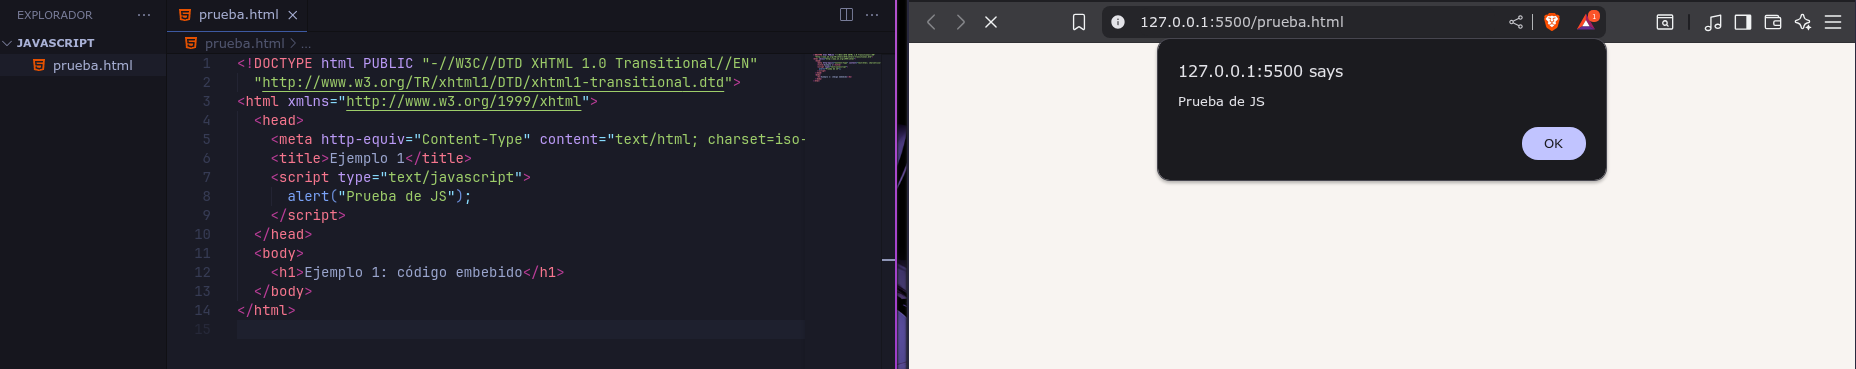 EXPLORADOR ...
JAVASCRIPT
prueba.html
prueba.html
prueba.html > ...
1 <!DOCTYPE html PUBLIC "-//W3C//DTD XHTML 1.0 Transitional//EN"
2 "http://www.w3.org/TR/xhtml1/DTD/xhtml1-transitional.dtd">
3 <html xmlns="http://www.w3.org/1999/xhtml">
4 <head>
5 <meta http-equiv="Content-Type" content="text/html; charset=iso-
6 <title>Ejemplo 1</title>
7 <script type="text/javascript">
8 alert("Prueba de JS");
9 </script>
10 </head>
11 <body>
12 <h1>Ejemplo 1: código embebido</h1>
13 </body>
14 </html>
15
127.0.0.1:5500/prueba.html
1
127.0.0.1:5500 says
Prueba de JS
OK